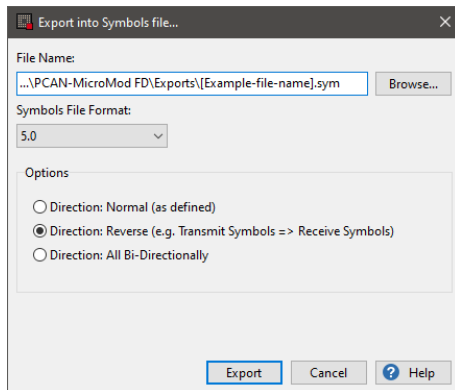 Export into Symbols file...
File Name:
...\PCAN-MicroMod FD\Exports\[Example-file-name].sym
Browse...
Symbols File Format:
5.0
Options
Direction: Normal (as defined)
Direction: Reverse (e.g. Transmit Symbols => Receive Symbols)
Direction: All Bi-Directionally
Export
Cancel
Help